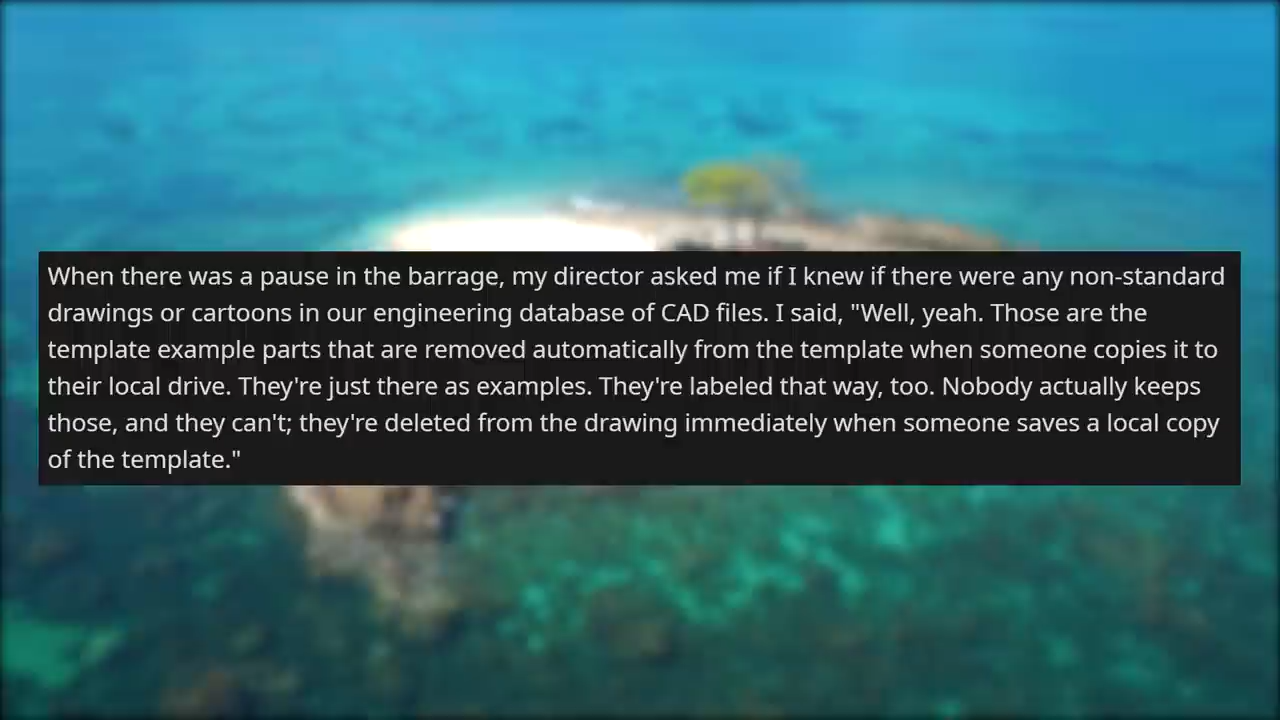 When there was a pause in the barrage, my director asked me if I knew if there were any non-standard
drawings or cartoons in our engineering database of CAD files. I said, "Well, yeah. Those are the
template example parts that are removed automatically from the template when someone copies it to
their local drive. They're just there as examples. They're labeled that way, too. Nobody actually keeps
those, and they can't; they're deleted from the drawing immediately when someone saves a local copy
of the template."